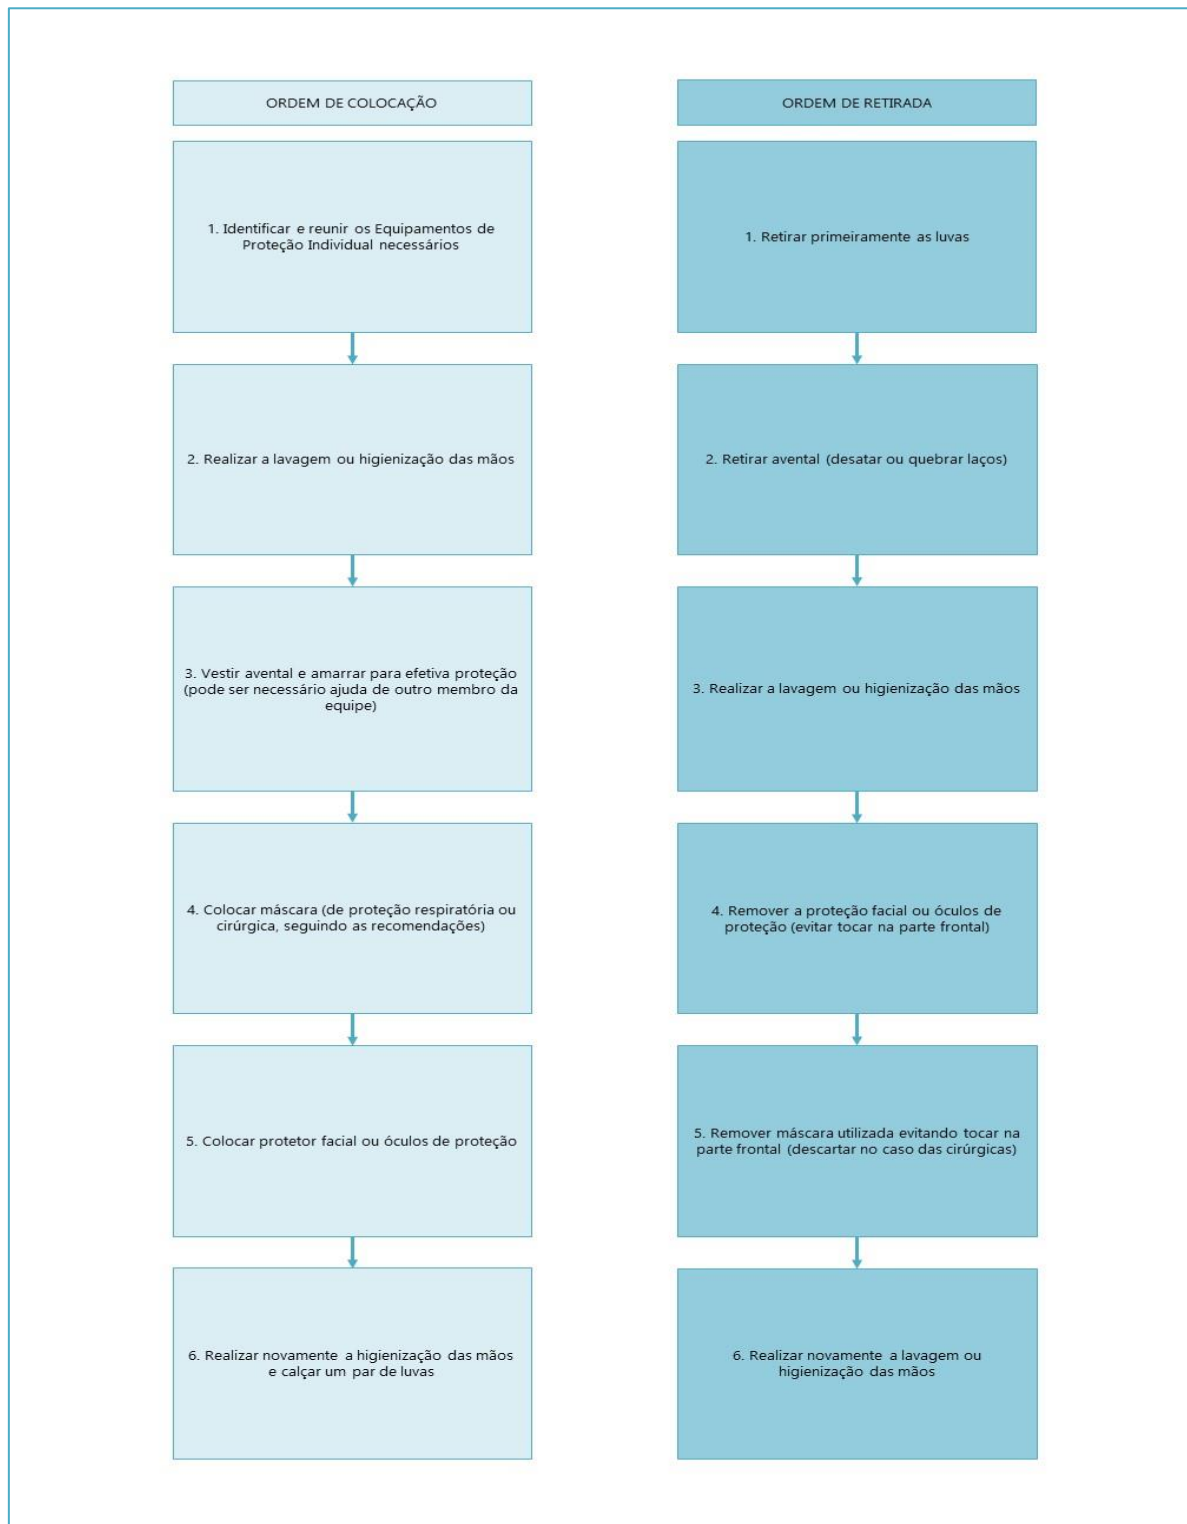 ORDEM DE COLOCAÇÃO
1. Identificar e reunir os Equipamentos de
Proteção Individual necessários
2. Realizar a lavagem ou higienização das mãos
3. Vestir avental e amarrar para efetiva proteção
(pode ser necessário ajuda de outro membro da
equipe)
4. Colocar máscara (de proteção respiratória ou
cirúrgica, seguindo as recomendações)
5. Colocar protetor facial ou óculos de proteção
6. Realizar novamente a higienização das mãos
e calçar um par de luvas
ORDEM DE RETIRADA
1. Retirar primeiramente as luvas
2. Retirar avental (desatar ou quebrar laços)
3. Realizar a lavagem ou higienização das mãos
4. Remover a proteção facial ou óculos de
proteção (evitar tocar na parte frontal)
5. Remover máscara utilizada evitando tocar na
parte frontal (descartar no caso das cirúrgicas)
6. Realizar novamente a lavagem ou
higienização das mãos